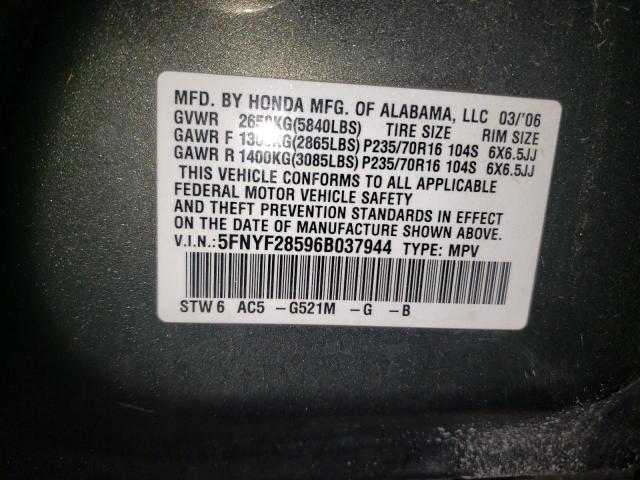 MFD. BY HONDA MFG. OF ALABAMA, LLC 03/'06
GVWR 2650KG(5840LBS) TIRE SIZE RIM SIZE
GAWR F 1300KG(2865LBS) P235/70R16 104S 6X6.5JJ
GAWR R 1400KG(3085LBS) P235/70R16 104S 6X6.5JJ
THIS VEHICLE CONFORMS TO ALL APPLICABLE
FEDERAL MOTOR VEHICLE SAFETY
AND THEFT PREVENTION STANDARDS IN EFFECT
ON THE DATE OF MANUFACTURE SHOWN ABOVE.
V.I.N.:5FNYF28596B037944 TYPE: MPV
STW 6 AC5 -G521M -G -B